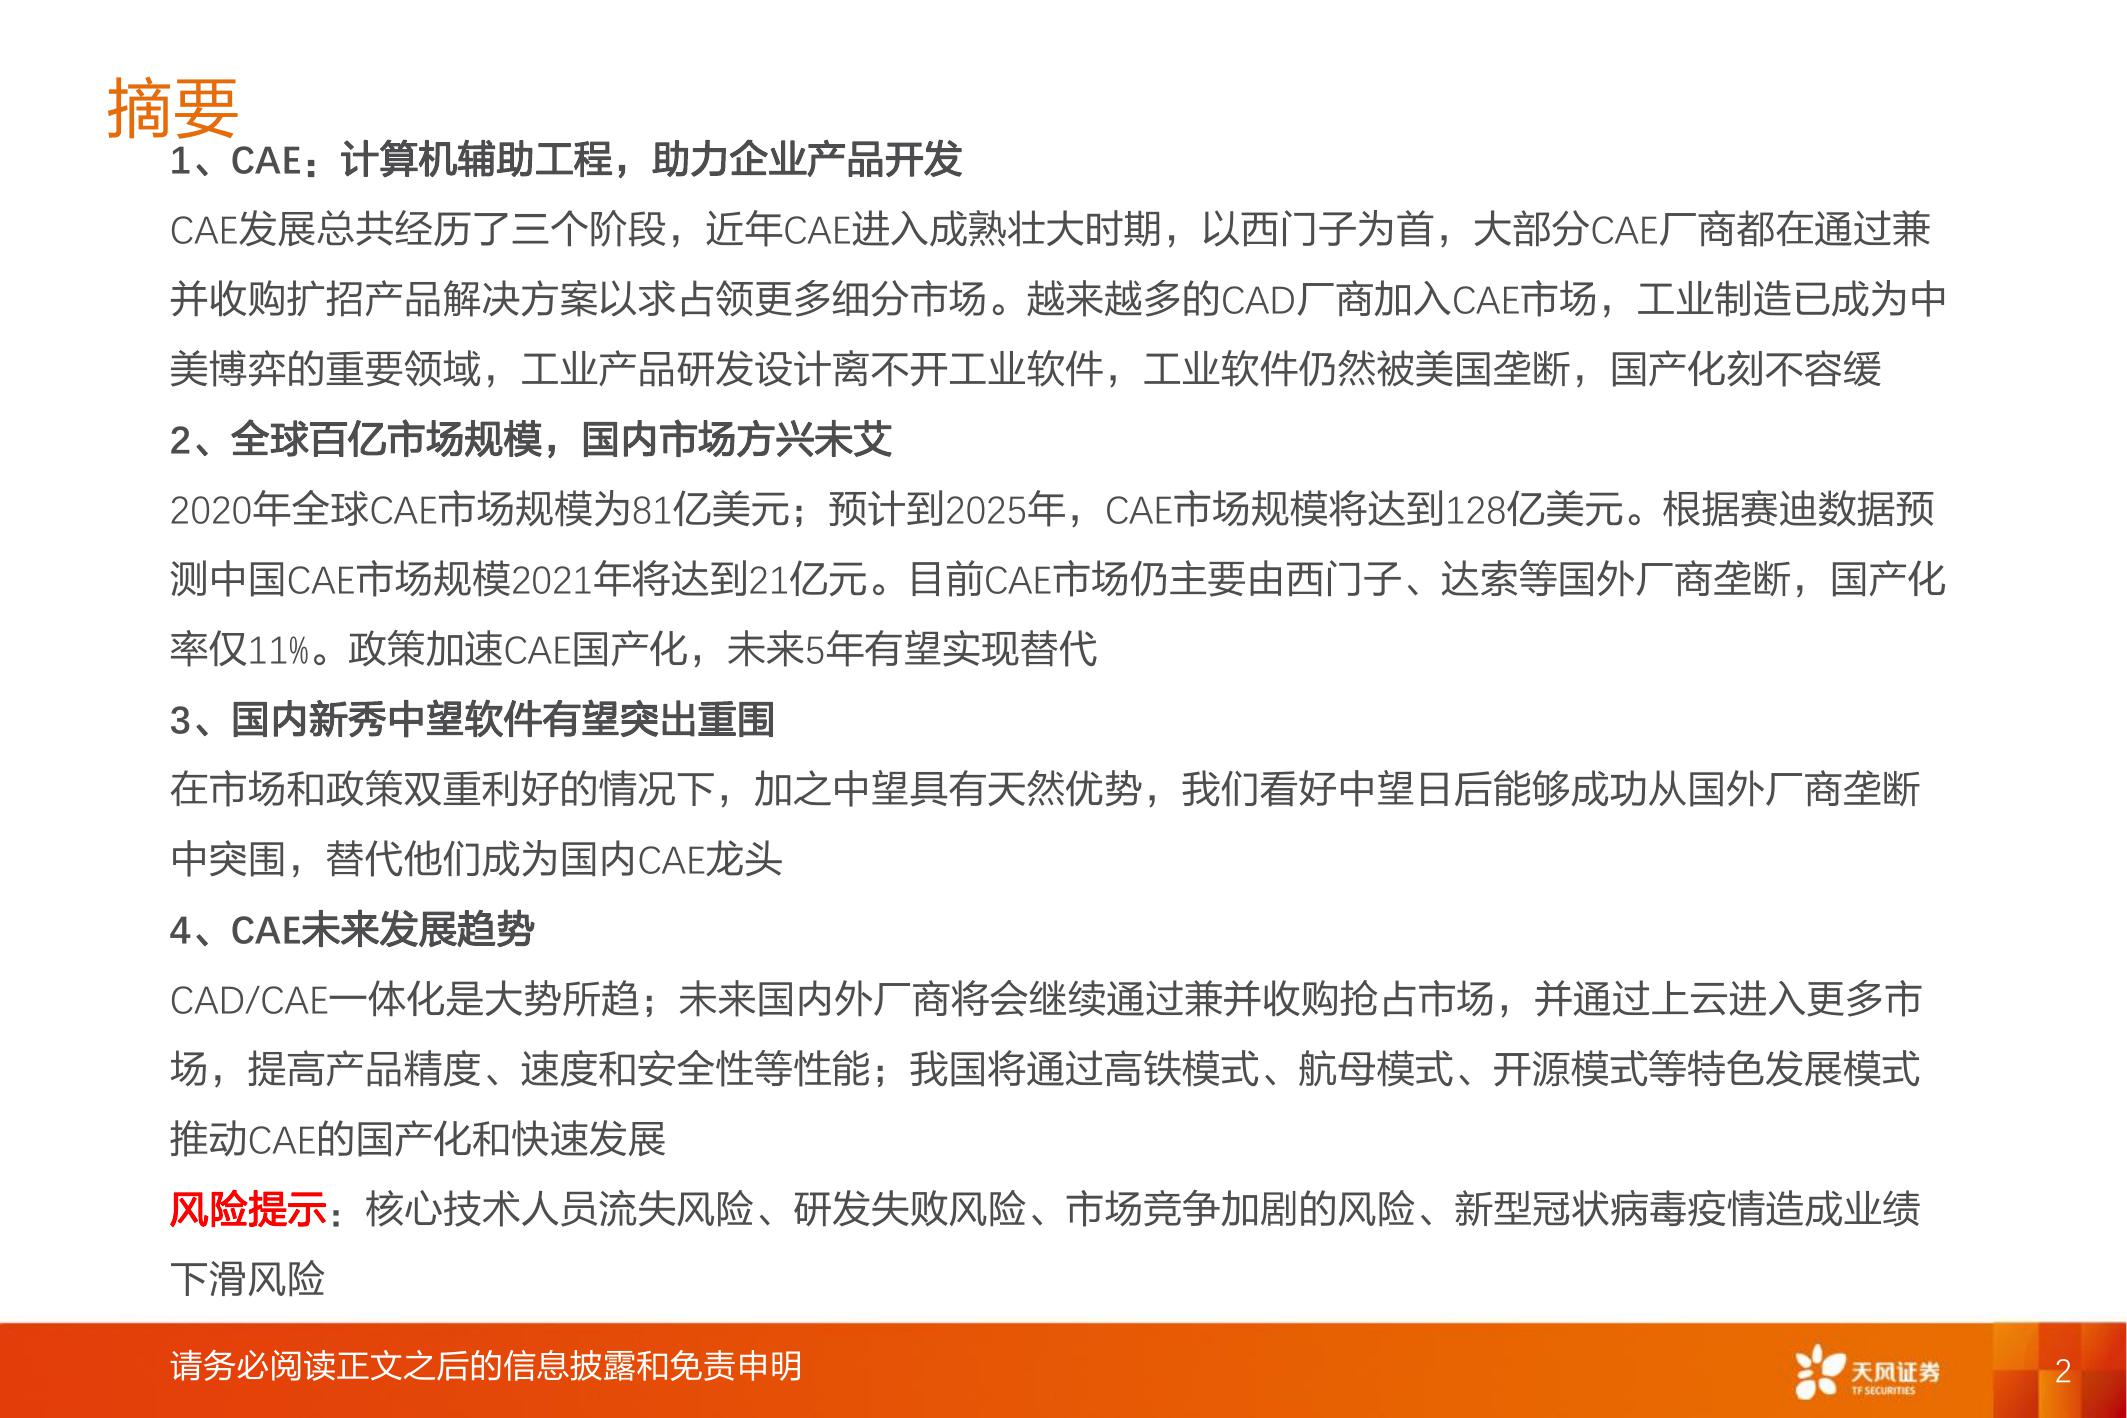 摘要
1、CAE：计算机辅助工程，助力企业产品开发
CAE发展总共经历了三个阶段，近年CAE进入成熟壮大时期，以西门子为首，大部分CAE厂商都在通过兼
并收购扩招产品解决方案以求占领更多细分市场。越来越多的CAD厂商加入CAE市场，工业制造已成为中
美博弈的重要领域，工业产品研发设计离不开工业软件，工业软件仍然被美国垄断，国产化刻不容缓
2、全球百亿市场规模，国内市场方兴未艾
2020年全球CAE市场规模为81亿美元；预计到2025年，CAE市场规模将达到128亿美元。根据赛迪数据预
测中国CAE市场规模2021年将达到21亿元。目前CAE市场仍主要由西门子、达索等国外厂商垄断，国产化
率仅11%。政策加速CAE国产化，未来5年有望实现替代
3、国内新秀中望软件有望突出重围
在市场和政策双重利好的情况下，加之中望具有天然优势，我们看好中望日后能够成功从国外厂商垄断
中突围，替代他们成为国内CAE龙头
4、CAE未来发展趋势
CAD/CAE一体化是大势所趋；未来国内外厂商将会继续通过兼并收购抢占市场，并通过上云进入更多市
场，提高产品精度、速度和安全性等性能；我国将通过高铁模式、航母模式、开源模式等特色发展模式
推动CAE的国产化和快速发展
风险提示：核心技术人员流失风险、研发失败风险、市场竞争加剧的风险、新型冠状病毒疫情造成业绩
下滑风险
请务必阅读正文之后的信息披露和免责申明
天风证券
TF SECURITIES
2